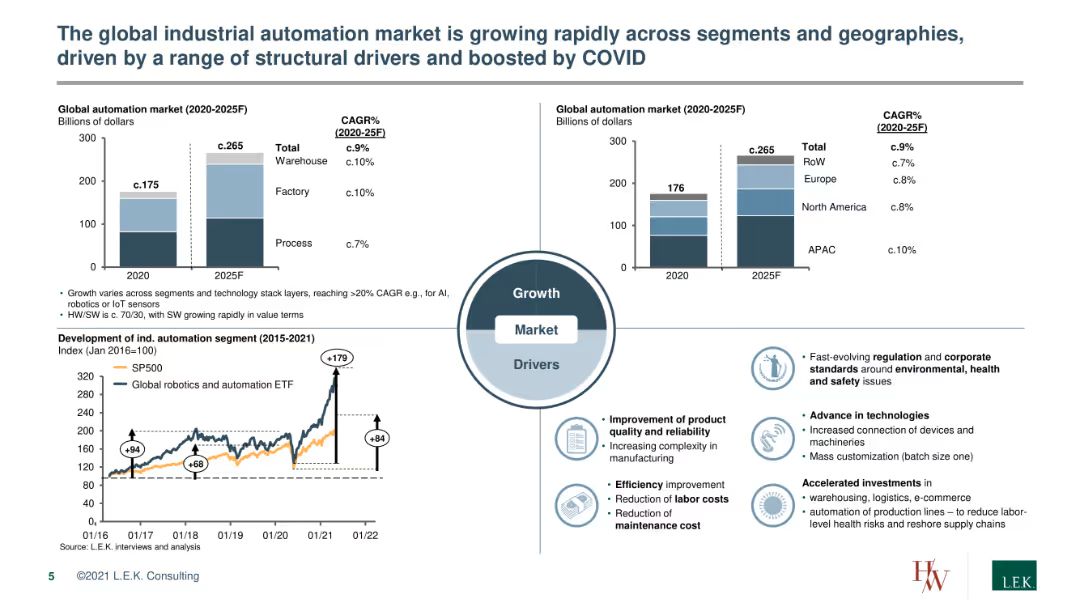 The global industrial automation market is growing rapidly across segments and geographies,
driven by a range of structural drivers and boosted by COVID
Global automation market (2020-2025F)
Billions of dollars
CAGR%
(2020-25F)
300
200
100
0
c.175
c.265
2020
2025F
Total c.9%
Warehouse c.10%
Factory c.10%
Process c.7%
• Growth varies across segments and technology stack layers, reaching >20% CAGR e.g., for AI,
robotics or IoT sensors
• HW/SW is c. 70/30, with SW growing rapidly in value terms
Global automation market (2020-2025F)
Billions of dollars
CAGR%
(2020-25F)
300
200
100
0
176
c.265
2020
2025F
Total c.9%
RoW c.7%
Europe c.8%
North America c.8%
APAC c.10%
Growth
Market
Drivers
Development of ind. automation segment (2015-2021)
Index (Jan 2016=100)
SP500
Global robotics and automation ETF
320
280
240
200
160
120
80
40
0
+94
+68
+179
+84
01/16 01/17 01/18 01/19 01/20 01/21 01/22
Source: L.E.K. interviews and analysis
• Improvement of product
quality and reliability
• Increasing complexity in
manufacturing
• Efficiency improvement
• Reduction of labor costs
• Reduction of
maintenance cost
• Fast-evolving regulation and corporate
standards around environmental, health
and safety issues
• Advance in technologies
• Increased connection of devices and
machineries
• Mass customization (batch size one)
Accelerated investments in
• warehousing, logistics, e-commerce
• automation of production lines – to reduce labor-
level health risks and reshore supply chains
5 ©2021 L.E.K. Consulting
HW
L.E.K.